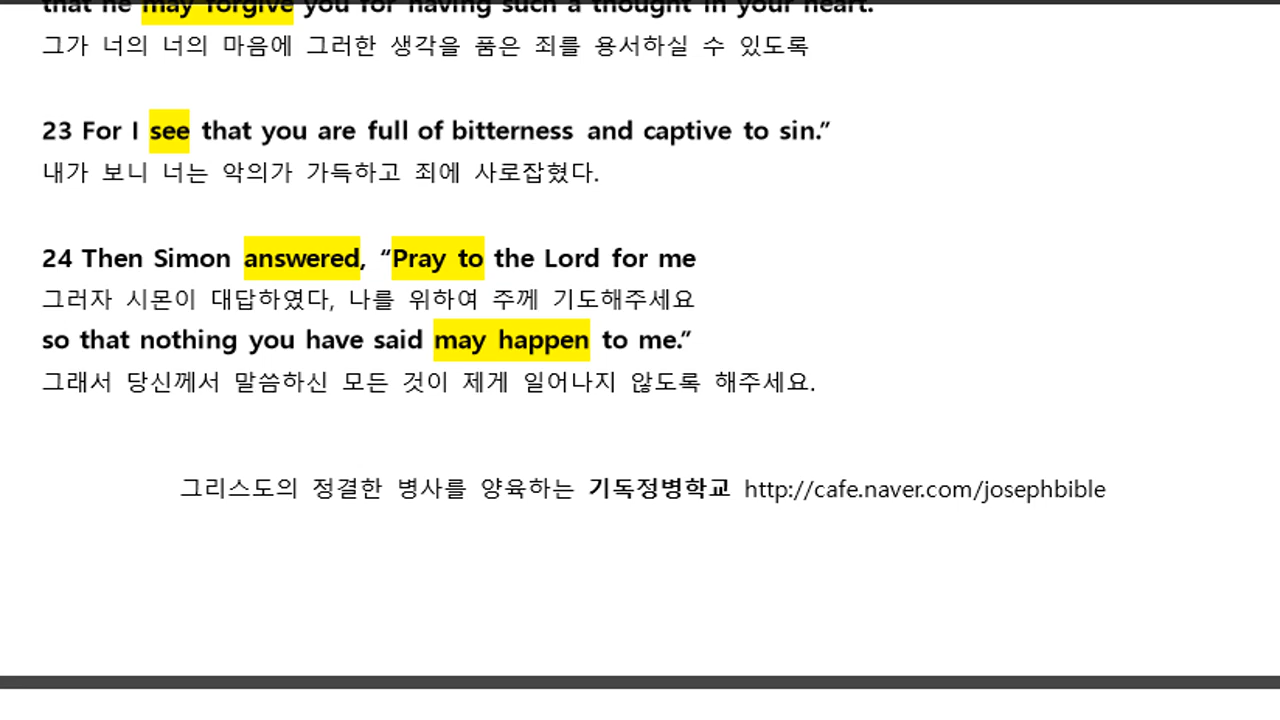 that he may forgive you for having such a thought in your heart.
그가 너의 너의 마음에 그러한 생각을 품은 죄를 용서하실 수 있도록
23 For I see that you are full of bitterness and captive to sin.”
내가 보니 너는 악의가 가득하고 죄에 사로잡혔다.
24 Then Simon answered, “Pray to the Lord for me
그러자 시몬이 대답하였다, 나를 위하여 주께 기도해주세요
so that nothing you have said may happen to me.”
그래서 당신께서 말씀하신 모든 것이 제게 일어나지 않도록 해주세요.
그리스도의 정결한 병사를 양육하는 기독정병학교 http://cafe.naver.com/josephbible